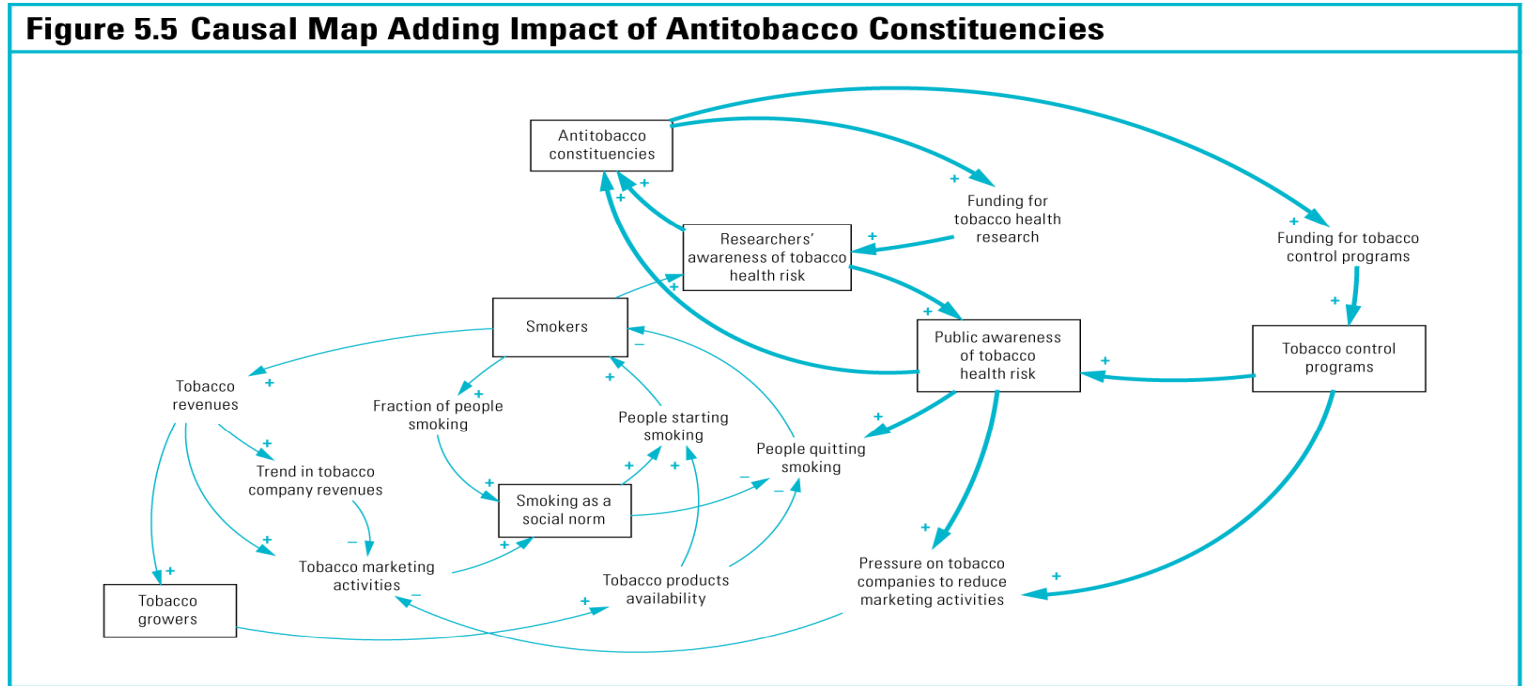 Figure 5.5 Causal Map Adding Impact of Antitobacco Constituencies
Antitobacco
constituencies
+
+
+
Funding for
tobacco health
research
+
Funding for tobacco
control programs
+
Researchers'
awareness of tobacco
health risk
+
+
+
Smokers
–
+
Public awareness
of tobacco
health risk
+
Tobacco control
programs
Tobacco
revenues
+
Fraction of people
smoking
+
People starting
smoking
+
People quitting
smoking
+
Trend in tobacco
company revenues
+
+
+
+
–
–
Smoking as a
social norm
+
–
+
Tobacco marketing
activities
–
+
Tobacco products
availability
+
Pressure on tobacco
companies to reduce
marketing activities
+
+
Tobacco
growers